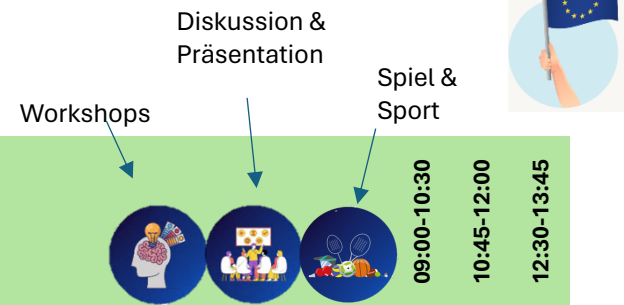 Diskussion &
Präsentation
Spiel &
Sport
Workshops
09:00-10:30
10:45-12:00
12:30-13:45